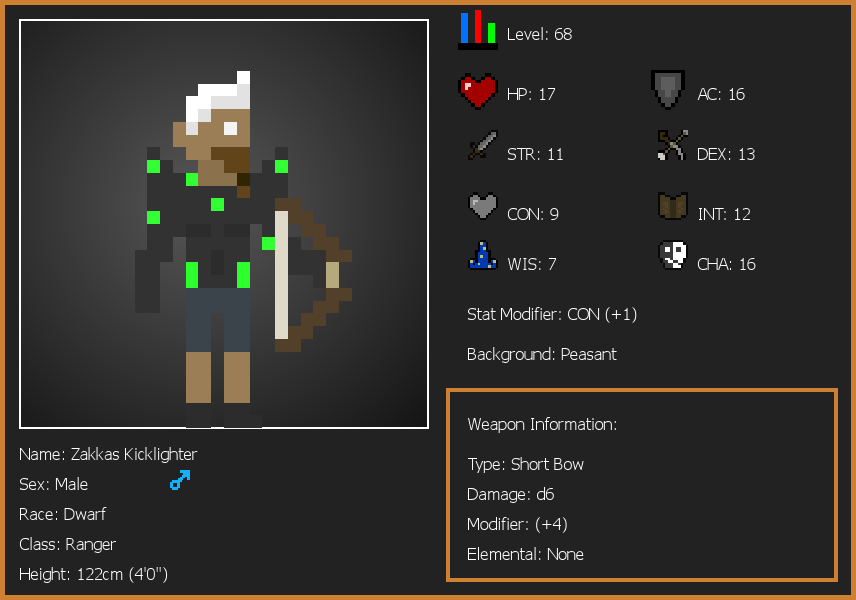 Level: 68
HP: 17
AC: 16
STR: 11
DEX: 13
CON: 9
INT: 12
WIS: 7
CHA: 16
Stat Modifier: CON (+1)
Background: Peasant
Weapon Information:
Type: Short Bow
Damage: d6
Modifier: (+4)
Elemental: None
Name: Zakkas Kicklighter
Sex: Male
Race: Dwarf
Class: Ranger
Height: 122cm (4'0")